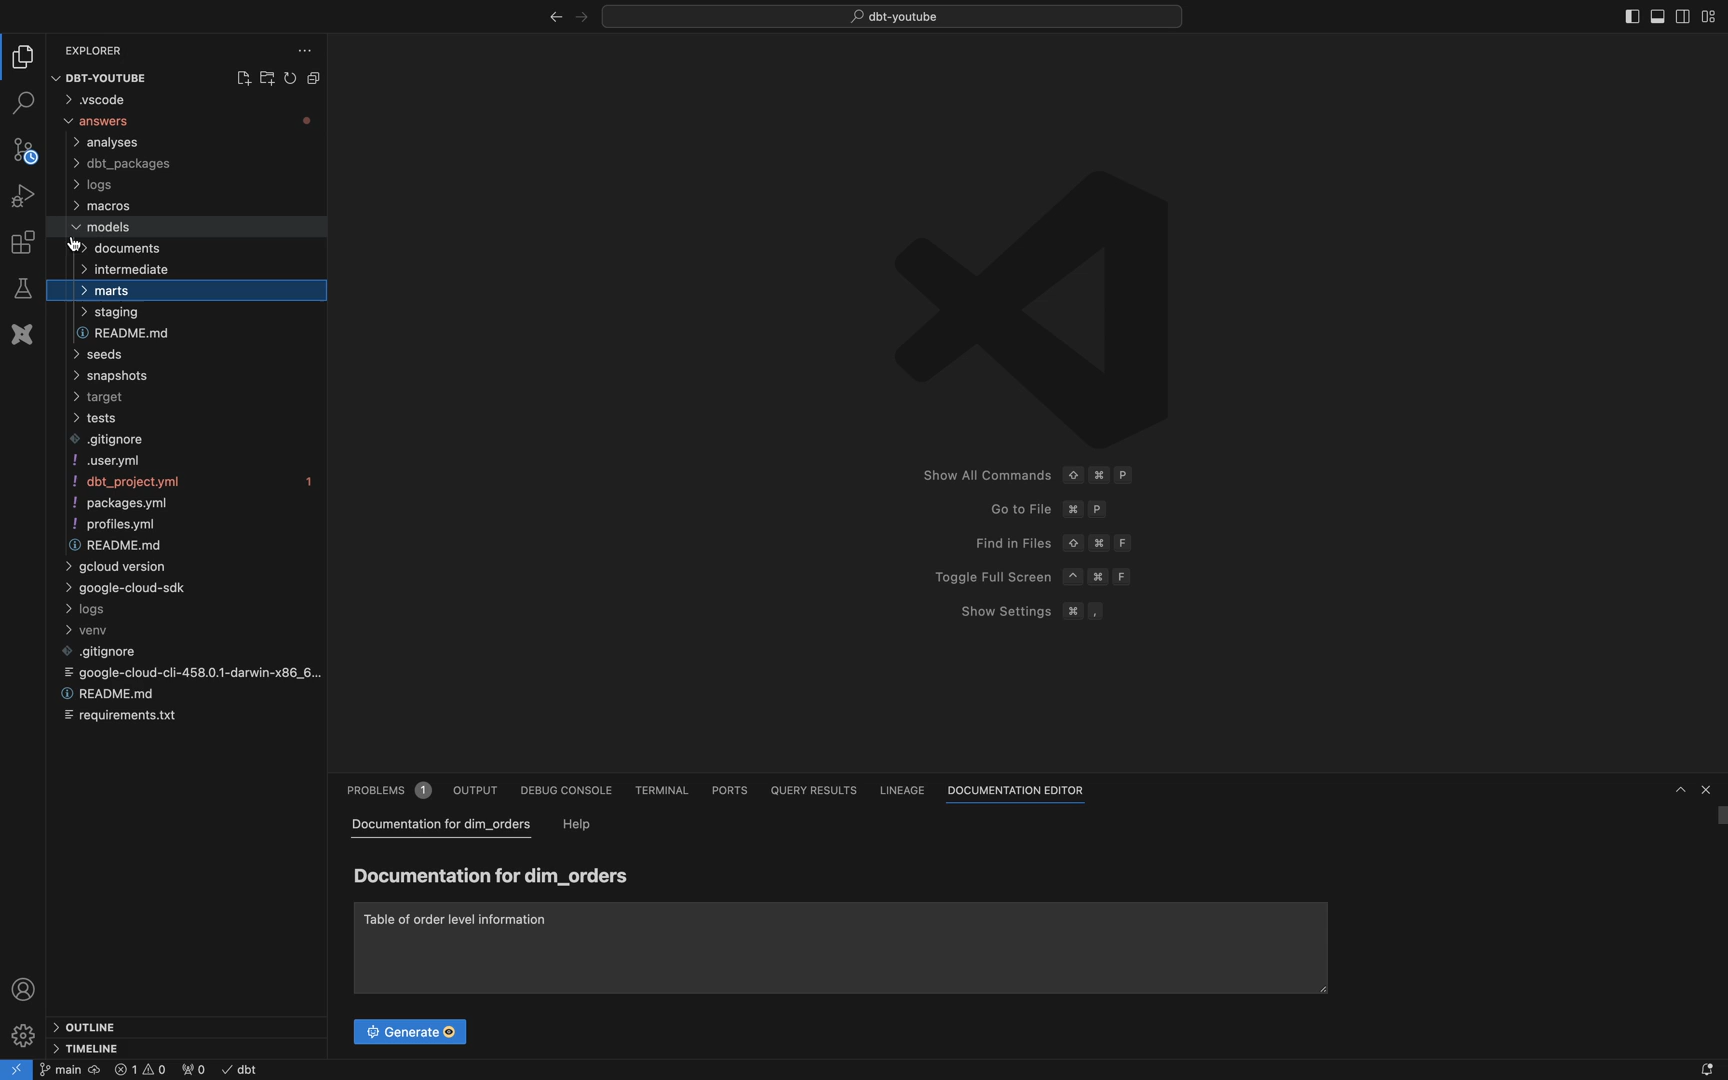 dbt-youtube
EXPLORER
DBT-YOUTUBE
.vscode
answers
analyses
dbt_packages
logs
macros
models
documents
intermediate
marts
staging
README.md
seeds
snapshots
target
tests
.gitignore
.user.yml
dbt_project.yml 1
packages.yml
profiles.yml
README.md
gcloud version
google-cloud-sdk
logs
venv
.gitignore
google-cloud-cli-458.0.1-darwin-x86_6...
README.md
requirements.txt
OUTLINE
TIMELINE
Show All Commands ⇧ ⌘ P
Go to File ⌘ P
Find in Files ⇧ ⌘ F
Toggle Full Screen ^ ⌘ F
Show Settings ⌘ ,
PROBLEMS 1 OUTPUT DEBUG CONSOLE TERMINAL PORTS QUERY RESULTS LINEAGE DOCUMENTATION EDITOR
Documentation for dim_orders Help
Documentation for dim_orders
Table of order level information
Generate
main 1 0 0 dbt